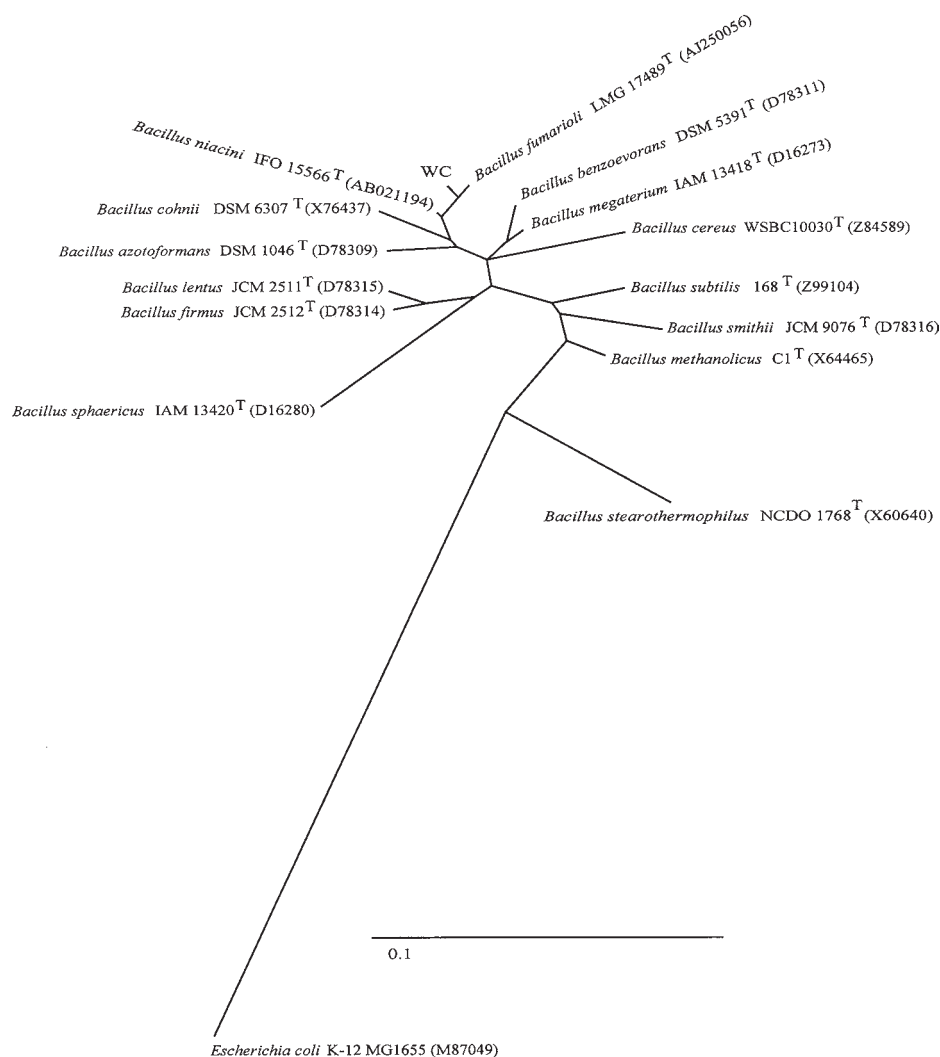 Bacillus fumarioli LMG 17489T (AJ250056)
Bacillus benzoevorans DSM 5391T (D78311)
Bacillus niacini IFO 15566T (AB021194)
WC
Bacillus megaterium IAM 13418T (D16273)
Bacillus cohnii DSM 6307 T (X76437)
Bacillus cereus WSBC10030T (Z84589)
Bacillus azotoformans DSM 1046T (D78309)
Bacillus lentus JCM 2511T (D78315)
Bacillus subtilis 168 T (Z99104)
Bacillus firmus JCM 2512T (D78314)
Bacillus smithii JCM 9076 T (D78316)
Bacillus methanolicus C1T (X64465)
Bacillus sphaericus IAM 13420T (D16280)
Bacillus stearothermophilus NCDO 1768T (X60640)
0.1
Escherichia coli K-12 MG1655 (M87049)